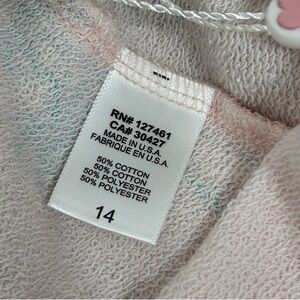 RN# 127461
CA# 30427
MADE IN U.S.A.
FABRIQUE EN U.S.A.
50% COTTON
50% COTTON
50% POLYESTER
50% POLYESTER
14